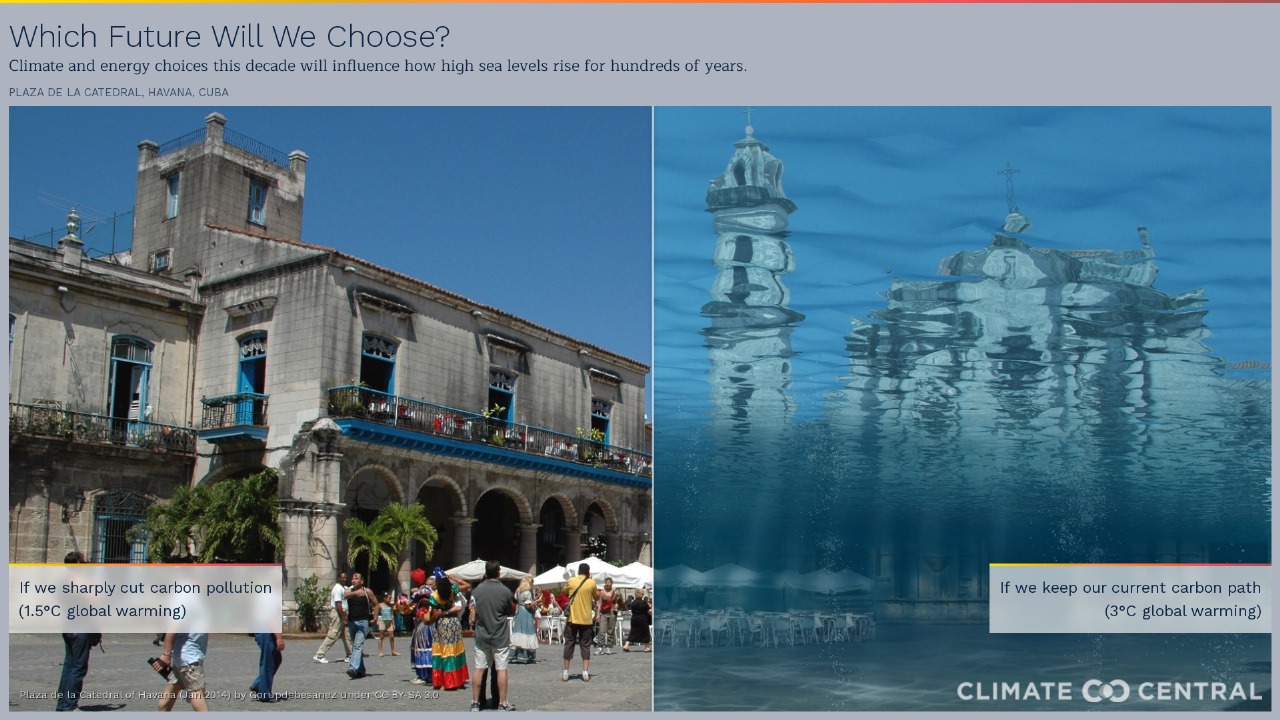 Which Future Will We Choose?
Climate and energy choices this decade will influence how high sea levels rise for hundreds of years.
PLAZA DE LA CATEDRAL, HAVANA, CUBA
If we sharply cut carbon pollution
(1.5°C global warming)
If we keep our current carbon path
(3°C global warming)
Plaza de la Catedral of Havana (Jan 2014) by Gorupdebesanez under CC BY-SA 3.0
CLIMATE CENTRAL